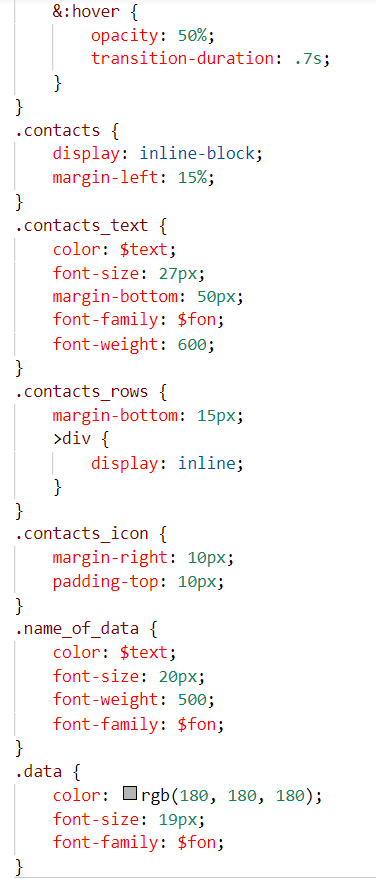 &:hover {
opacity: 50%;
transition-duration: .7s;
}
}
.contacts {
display: inline-block;
margin-left: 15%;
}
.contacts_text {
color: $text;
font-size: 27px;
margin-bottom: 50px;
font-family: $fon;
font-weight: 600;
}
.contacts_rows {
margin-bottom: 15px;
>div {
display: inline;
}
}
.contacts_icon {
margin-right: 10px;
padding-top: 10px;
}
.name_of_data {
color: $text;
font-size: 20px;
font-weight: 500;
font-family: $fon;
}
.data {
color: rgb(180, 180, 180);
font-size: 19px;
font-family: $fon;
}